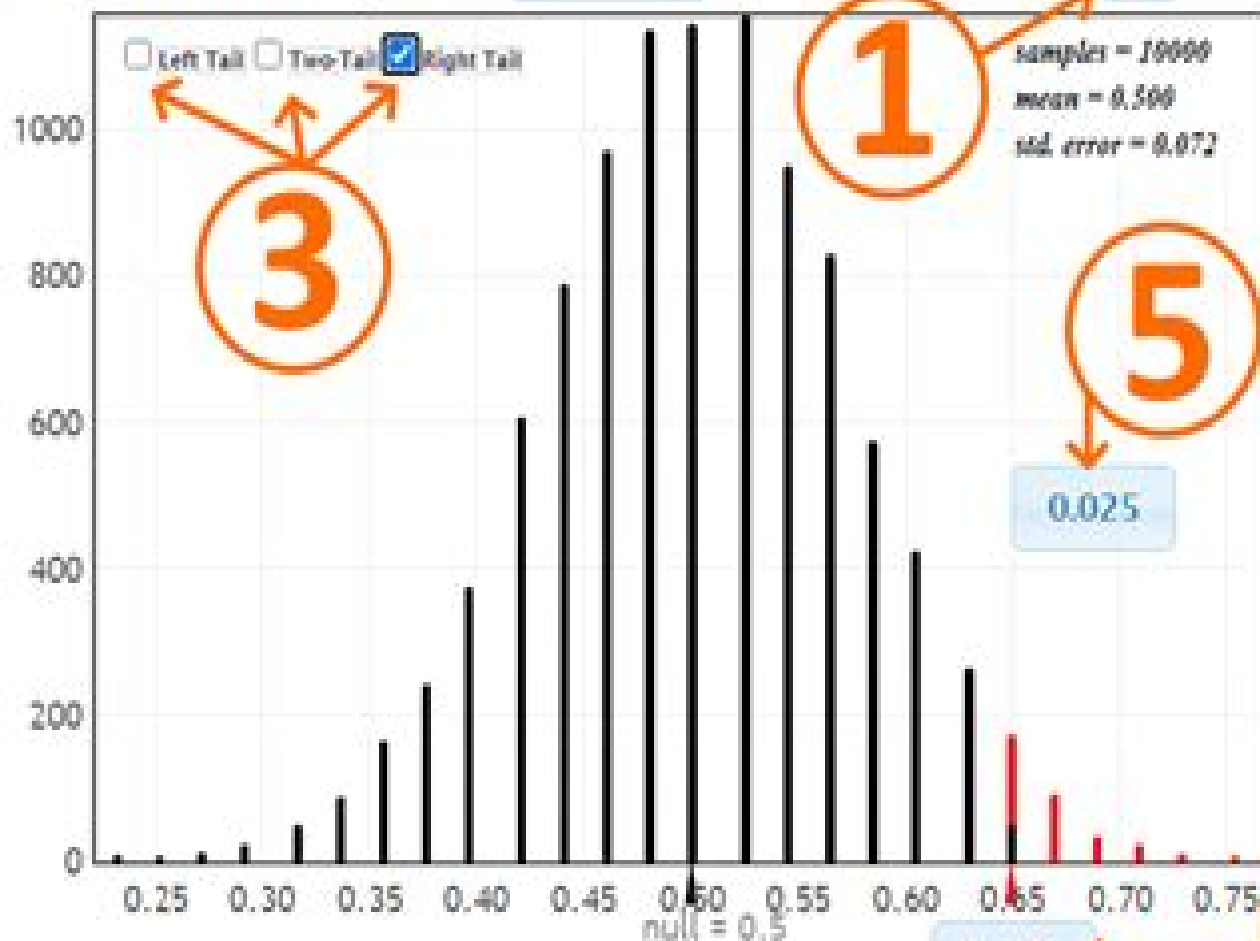 Left Tail Two-Tail Right Tail
1
samples = 10000
mean = 0.500
std. error = 0.072
3
5
0.025
1000
800
600
400
200
0
0.25 0.30 0.35 0.40 0.45 0.50 0.55 0.60 0.65 0.70 0.75
null = 0.5